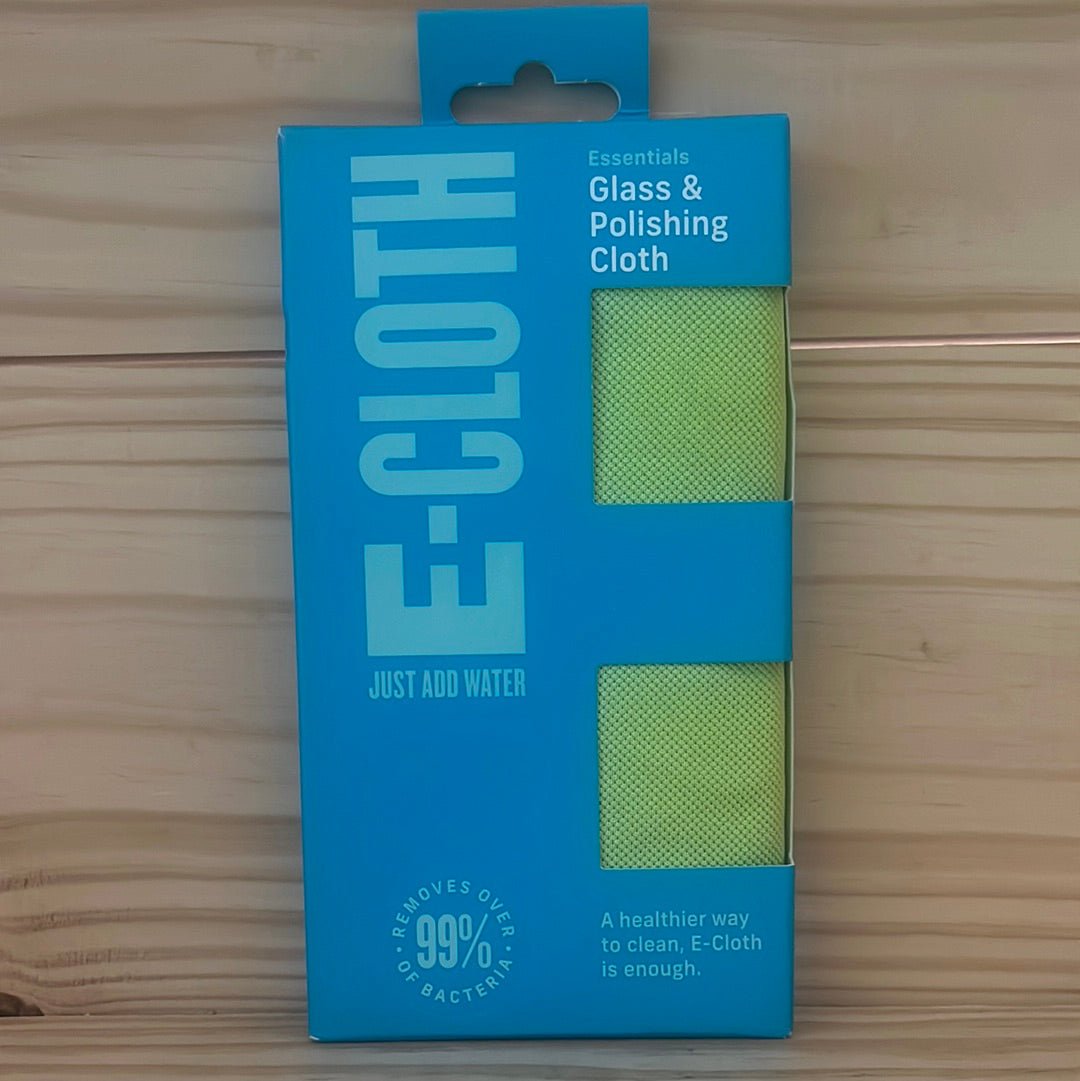 E-CLOTH
JUST ADD WATER
Essentials
Glass &
Polishing
Cloth
REMOVES OVER
99%
OF BACTERIA
A healthier way
to clean, E-Cloth
is enough.